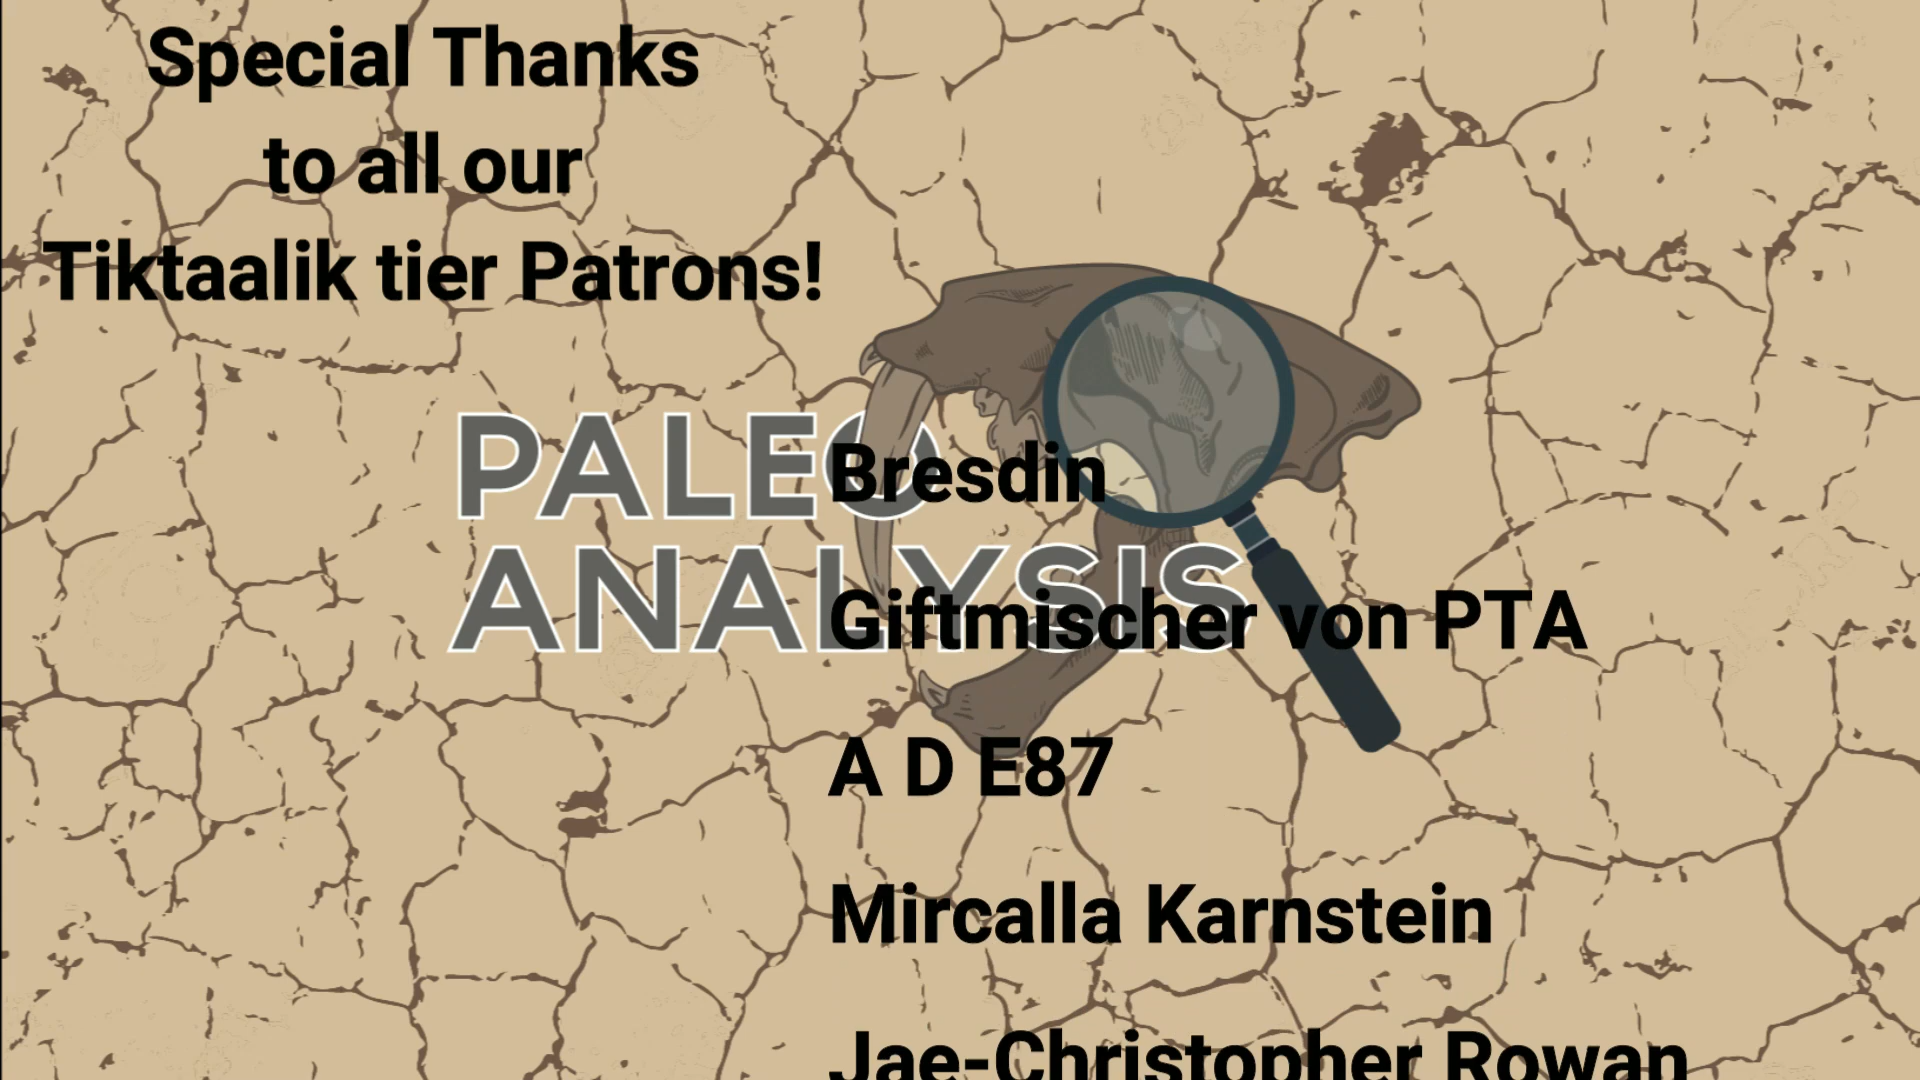 Special Thanks
to all our
Tiktaalik tier Patrons!
PALEO
ANALYSIS
Bresdin
Giftmischer von PTA
A D E87
Mircalla Karnstein
Jae-Christopher Rowan